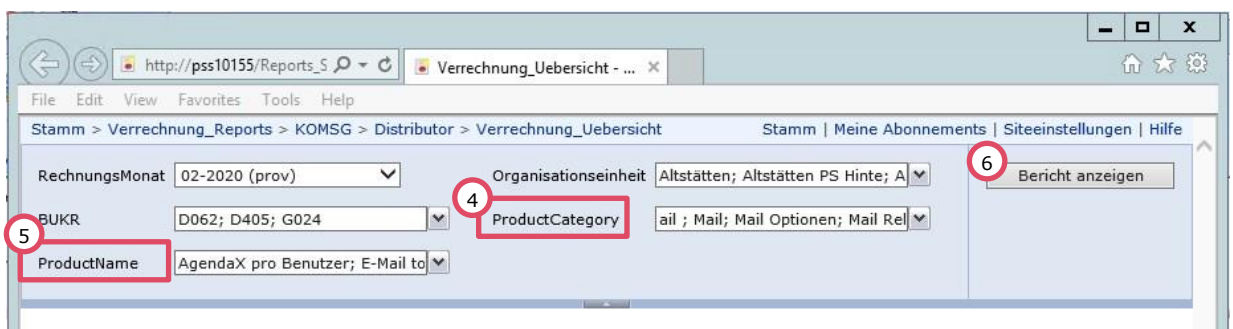 http://pss10155/Reports_S
Verrechnung_Uebersicht - ...
File Edit View Favorites Tools Help
Stamm > Verrechnung_Reports > KOMSG > Distributor > Verrechnung_Uebersicht
Stamm | Meine Abonnements | Siteeinstellungen | Hilfe
RechnungsMonat 02-2020 (prov)
Organisationseinheit Altstätten; Altstätten PS Hinte; A
6
Bericht anzeigen
BUKR D062; D405; G024
4
ProductCategory ail ; Mail; Mail Optionen; Mail Rel
5
ProductName AgendaX pro Benutzer; E-Mail to